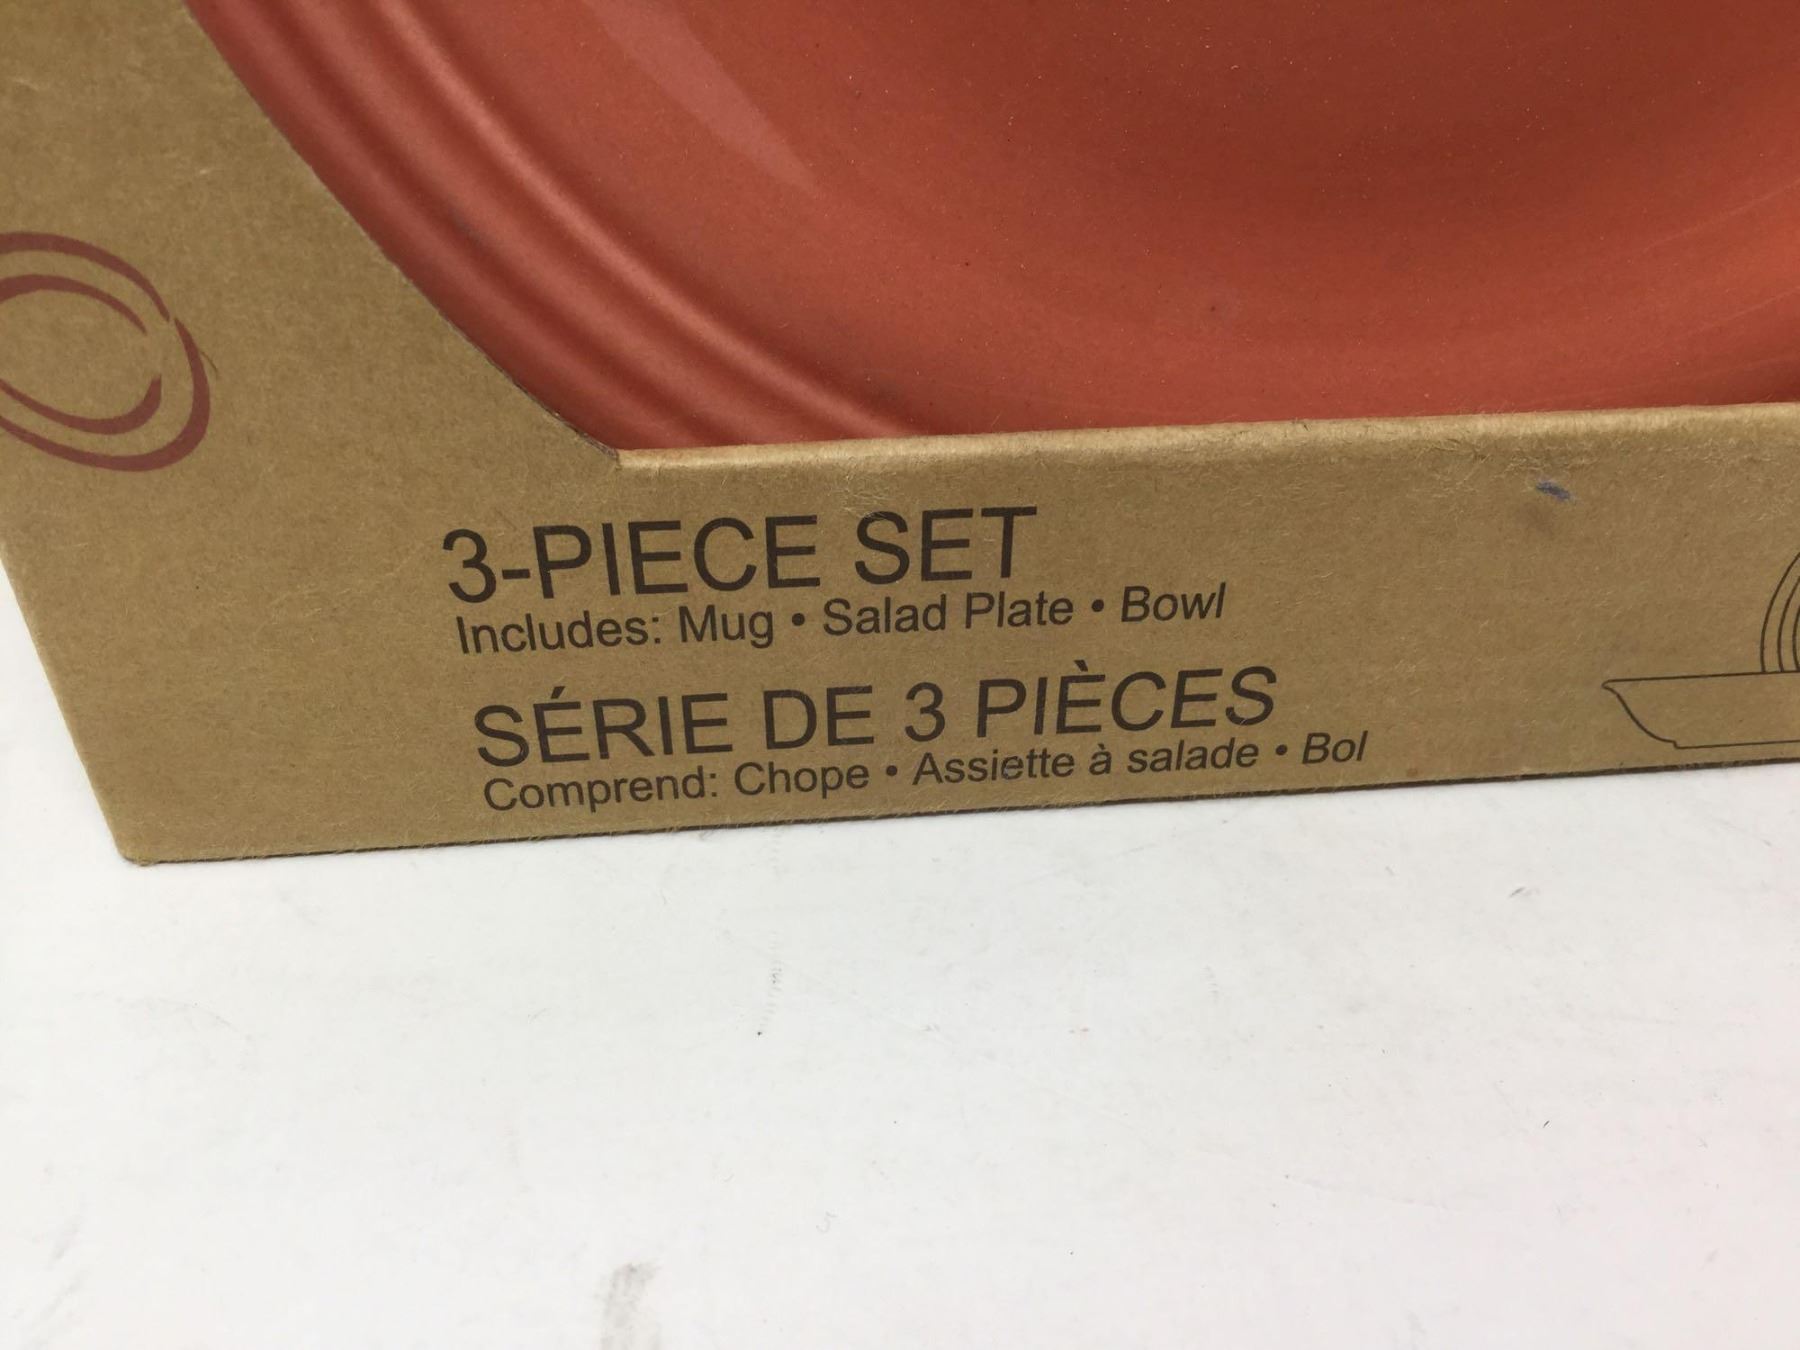 3-PIECE SET
Includes: Mug • Salad Plate • Bowl
SÉRIE DE 3 PIÈCES
Comprend: Chope • Assiette à salade • Bol